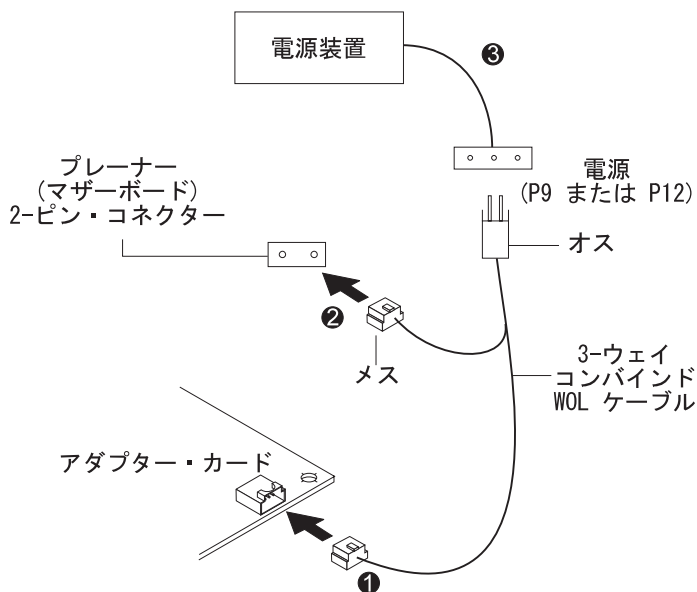 電源装置
❸
プレーナー
(マザーボード)
2-ピン・コネクター
電源
(P9 または P12)
オス
❷
メス
3-ウェイ
コンバインド
WOL ケーブル
アダプター・カード
❶